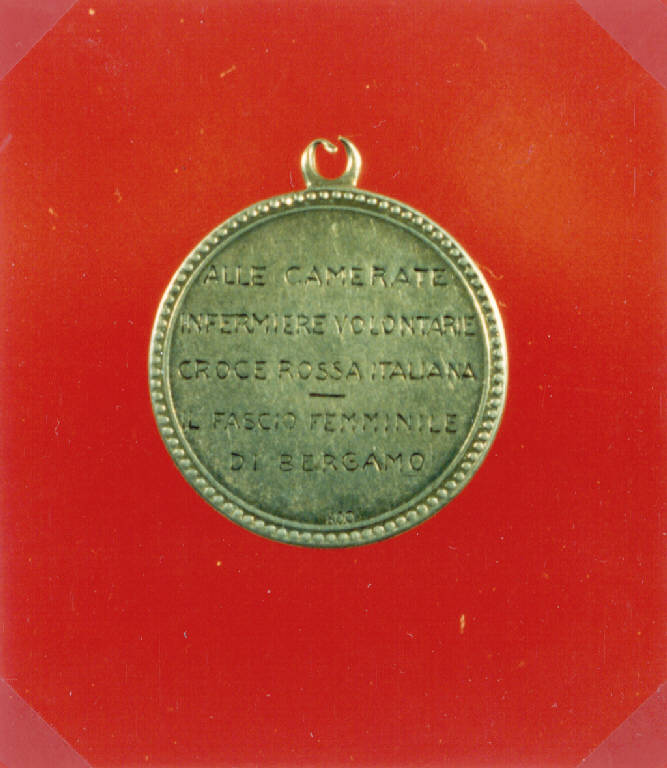 ALLE CAMERATE
INFERMIERE VOLONTARIE
CROCE ROSSA ITALIANA
IL FASCIO FEMMINILE
DI BERGAMO